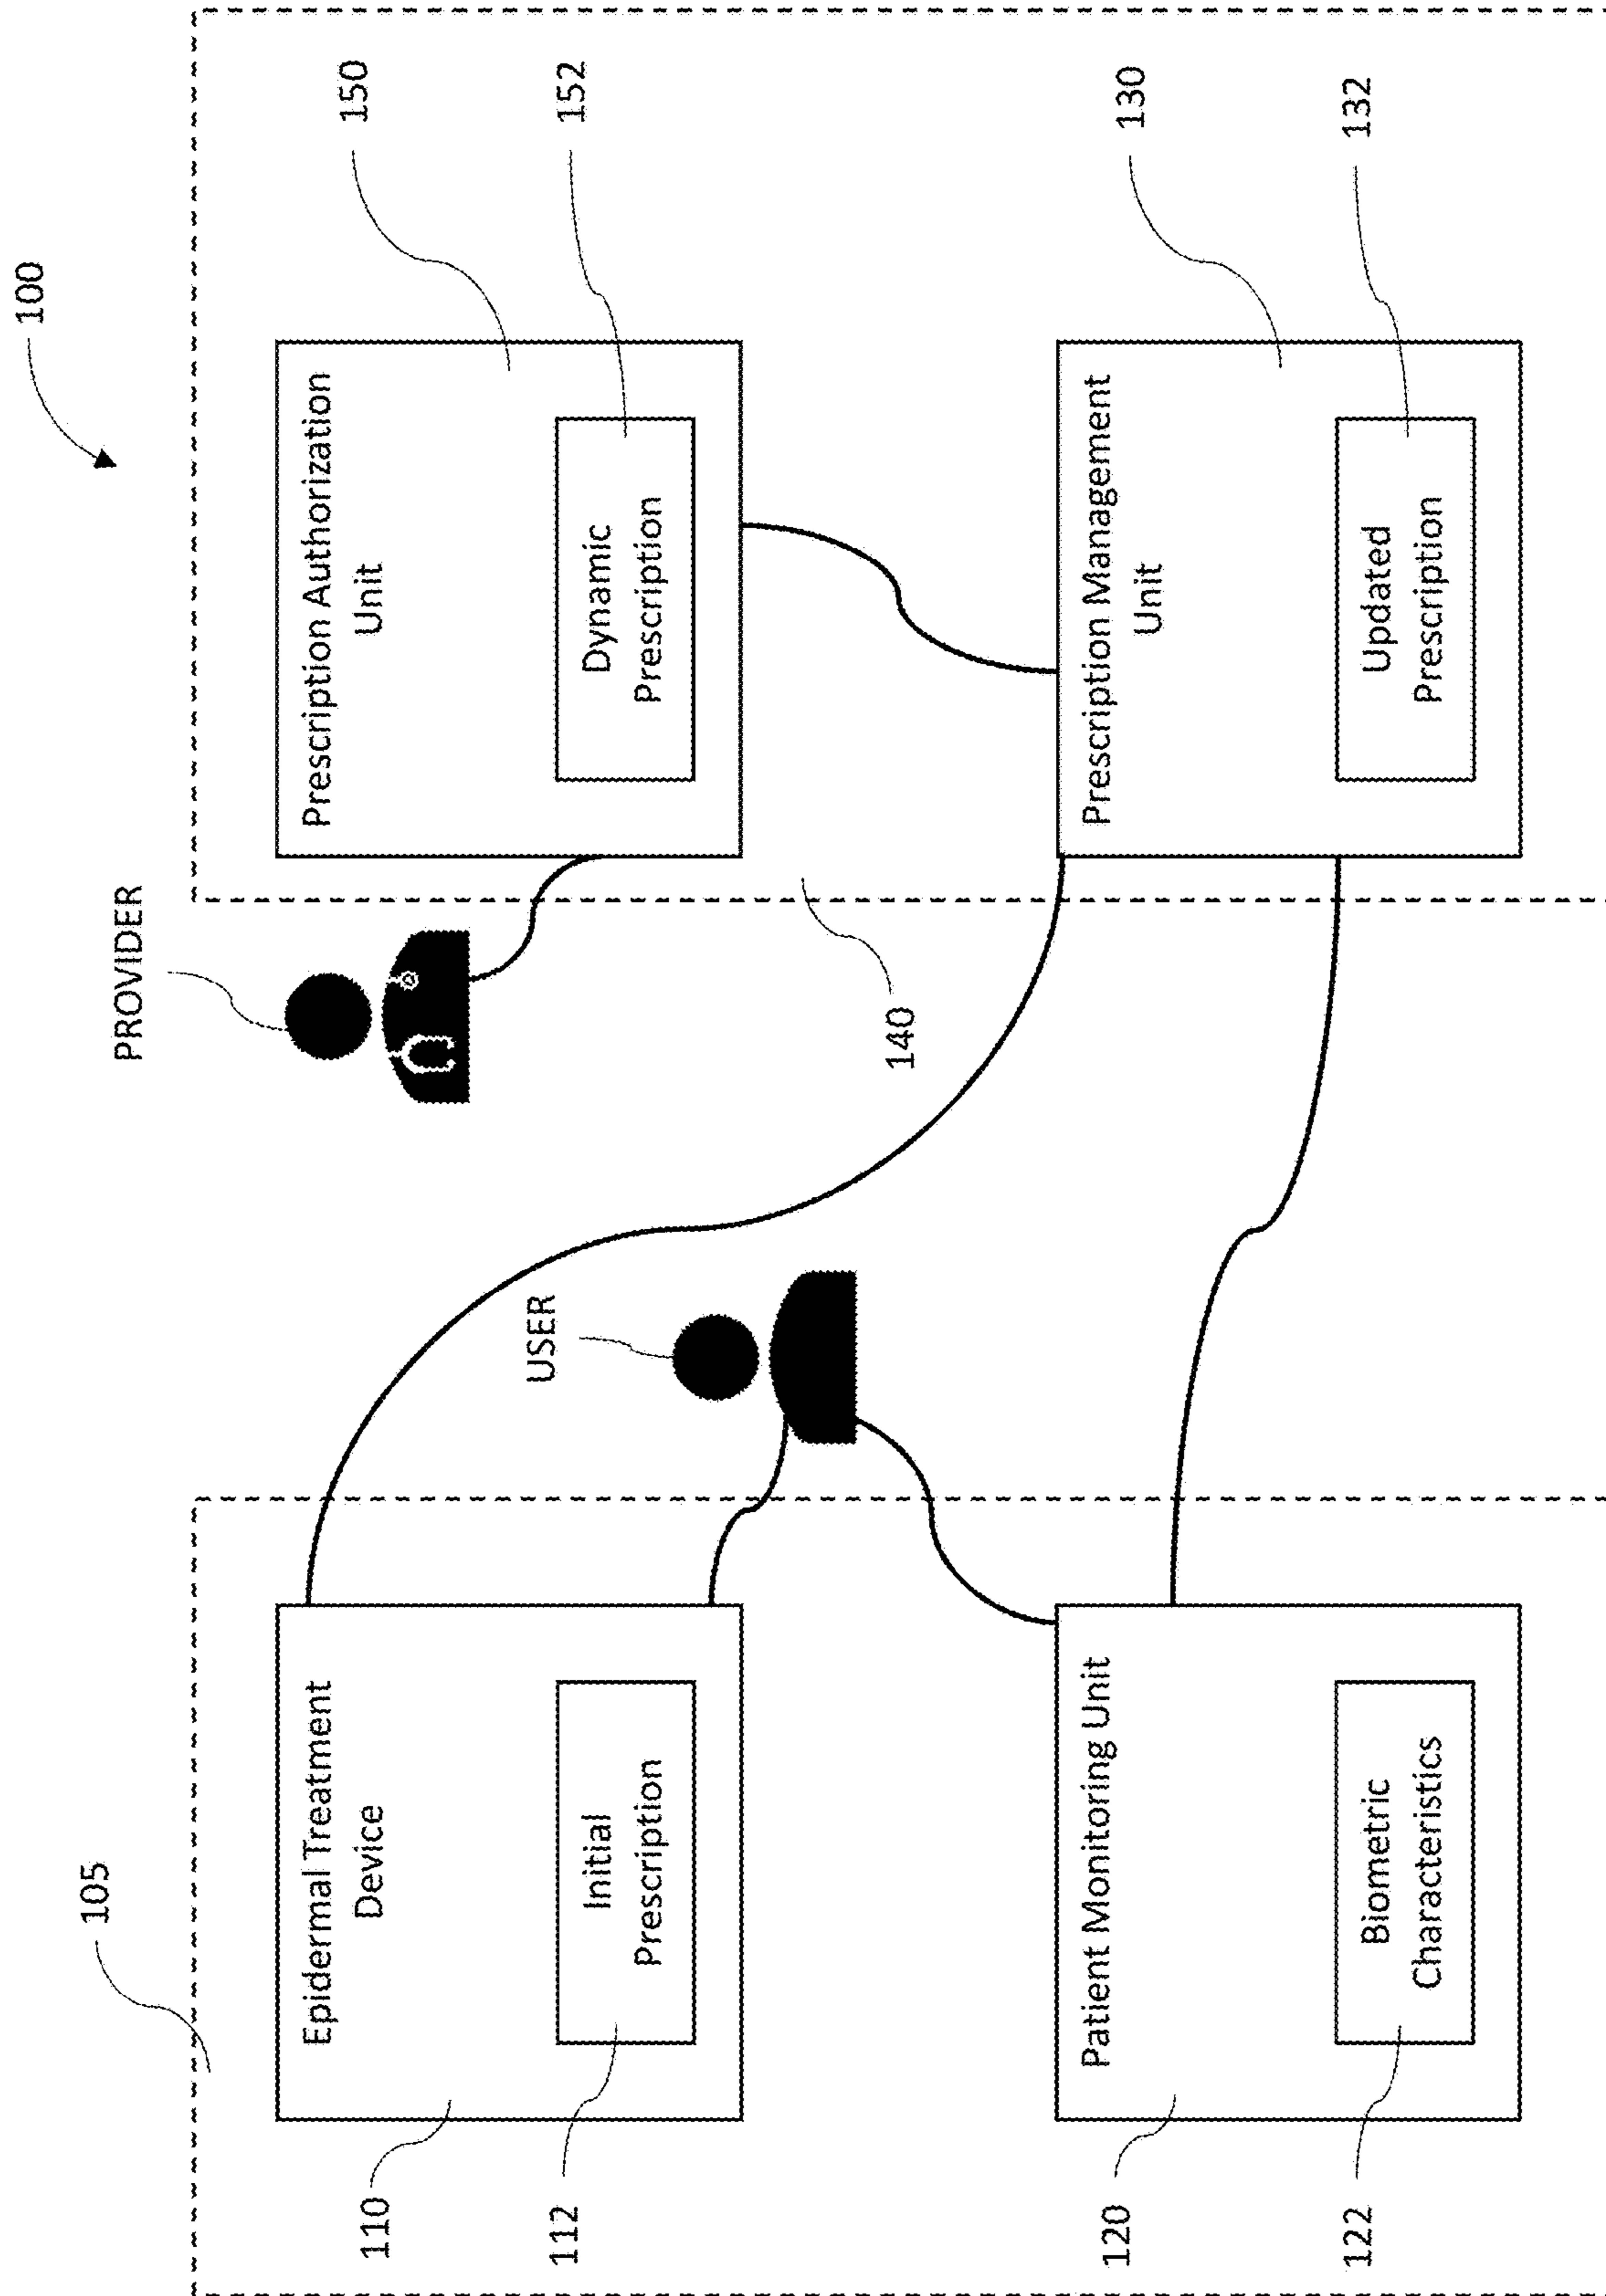 100
105
PROVIDER
USER
110
Epidermal Treatment
Device
112
Initial
Prescription
150
Prescription Authorization
Unit
152
Dynamic
Prescription
140
120
Patient Monitoring Unit
122
Biometric
Characteristics
130
Prescription Management
Unit
132
Updated
Prescription